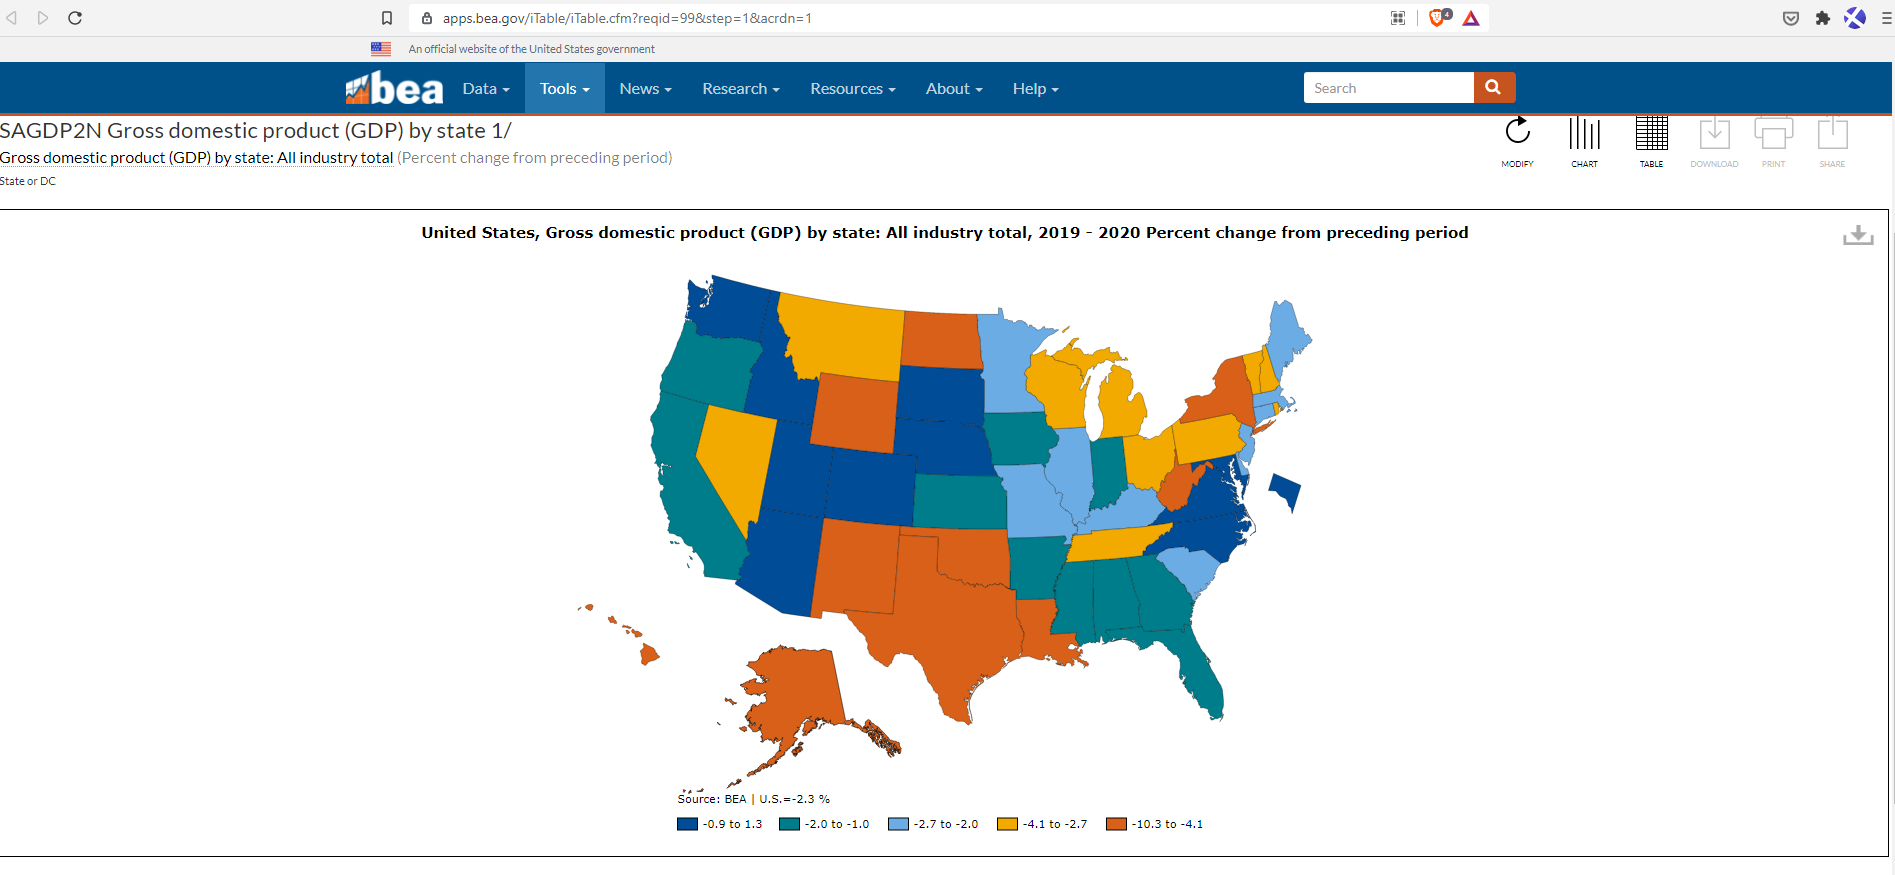 apps.bea.gov/iTable/iTable.cfm?reqid=99&step=1&acrdn=1
4
An official website of the United States government
bea Data Tools News Research Resources About Help Search
SAGDP2N Gross domestic product (GDP) by state 1/
Gross domestic product (GDP) by state: All industry total (Percent change from preceding period)
State or DC
MODIFY CHART TABLE DOWNLOAD PRINT SHARE
United States, Gross domestic product (GDP) by state: All industry total, 2019 - 2020 Percent change from preceding period
Source: BEA | U.S.=-2.3 %
-0.9 to 1.3 -2.0 to -1.0 -2.7 to -2.0 -4.1 to -2.7 -10.3 to -4.1